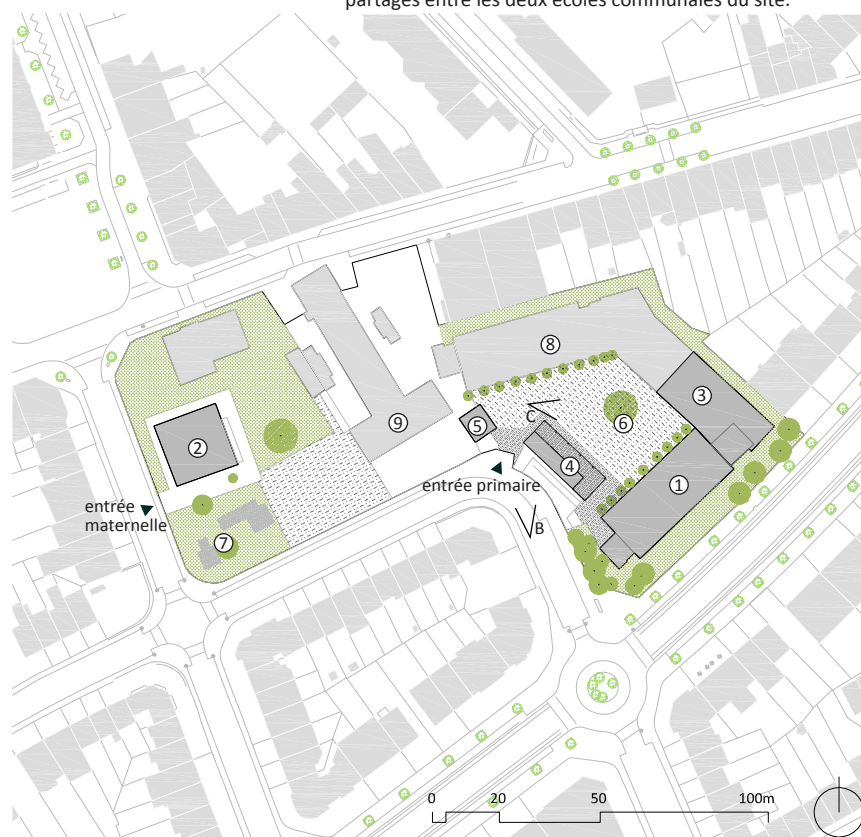 partagés entre les deux écoles communales du site.
8
3
2
5
9
C
6
4
1
entrée primaire
entrée
maternelle
B
7
0 20 50 100m